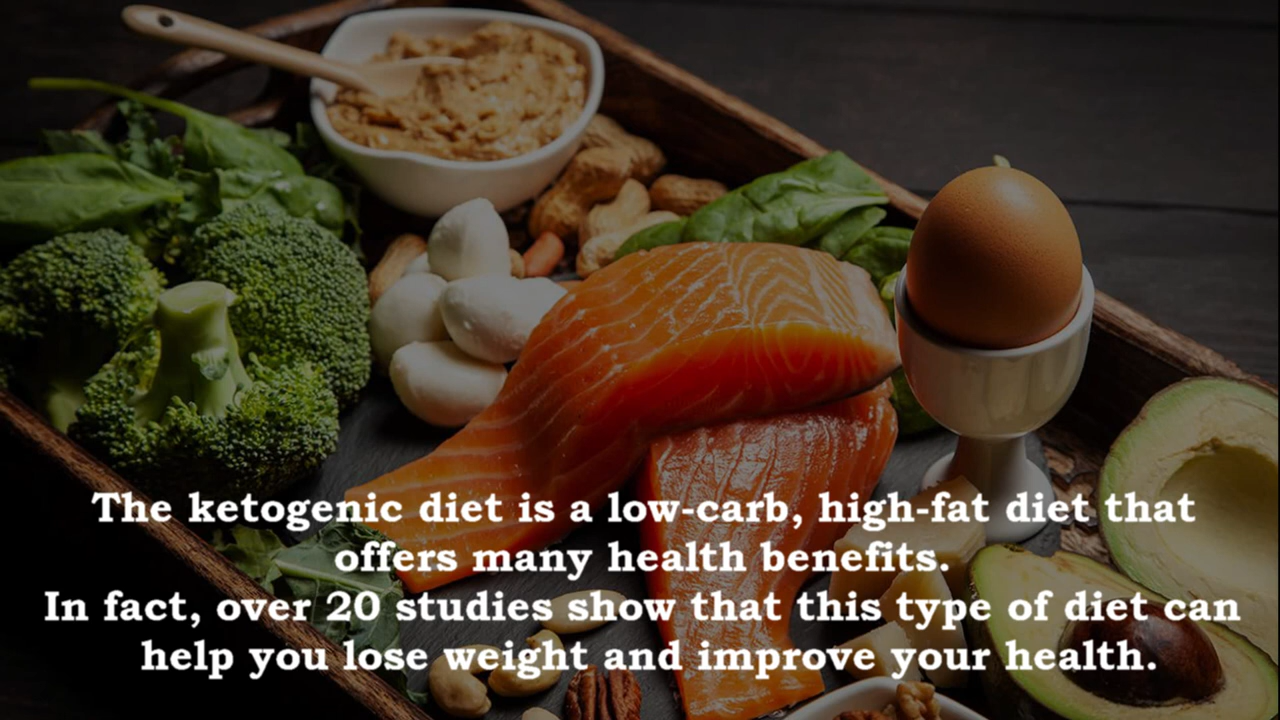 The ketogenic diet is a low-carb, high-fat diet that
offers many health benefits.
In fact, over 20 studies show that this type of diet can
help you lose weight and improve your health.